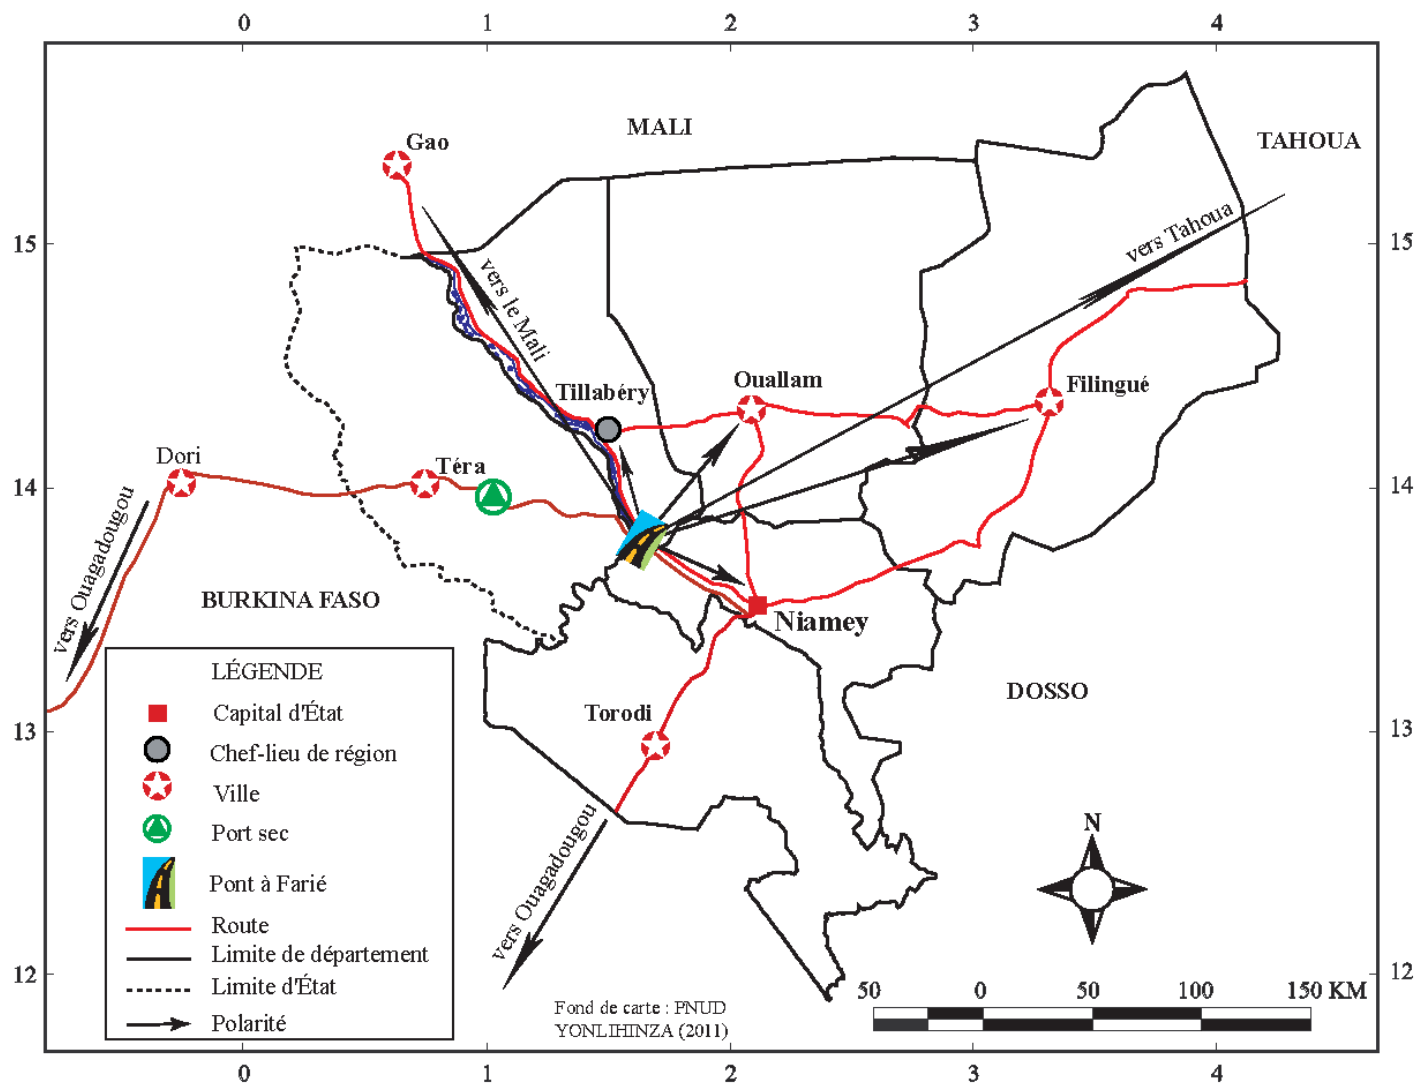 0 1 2 3 4
MALI
TAHOUA
Gao
15 15
vers Tahoua
vers le Mali
Tillabéry
Ouallam
Filingué
Dori
Téra
14 14
vers Ouagadougou
BURKINA FASO
Niamey
DOSSO
Torodi
13 13
vers Ouagadougou
LÉGENDE
Capital d'État
Chef-lieu de région
Ville
Port sec
Pont à Farié
Route
Limite de département
Limite d'État
Polarité
N
12 12
50 0 50 100 150 KM
Fond de carte : PNUD
YONLIHINZA (2011)
0 1 2 3 4